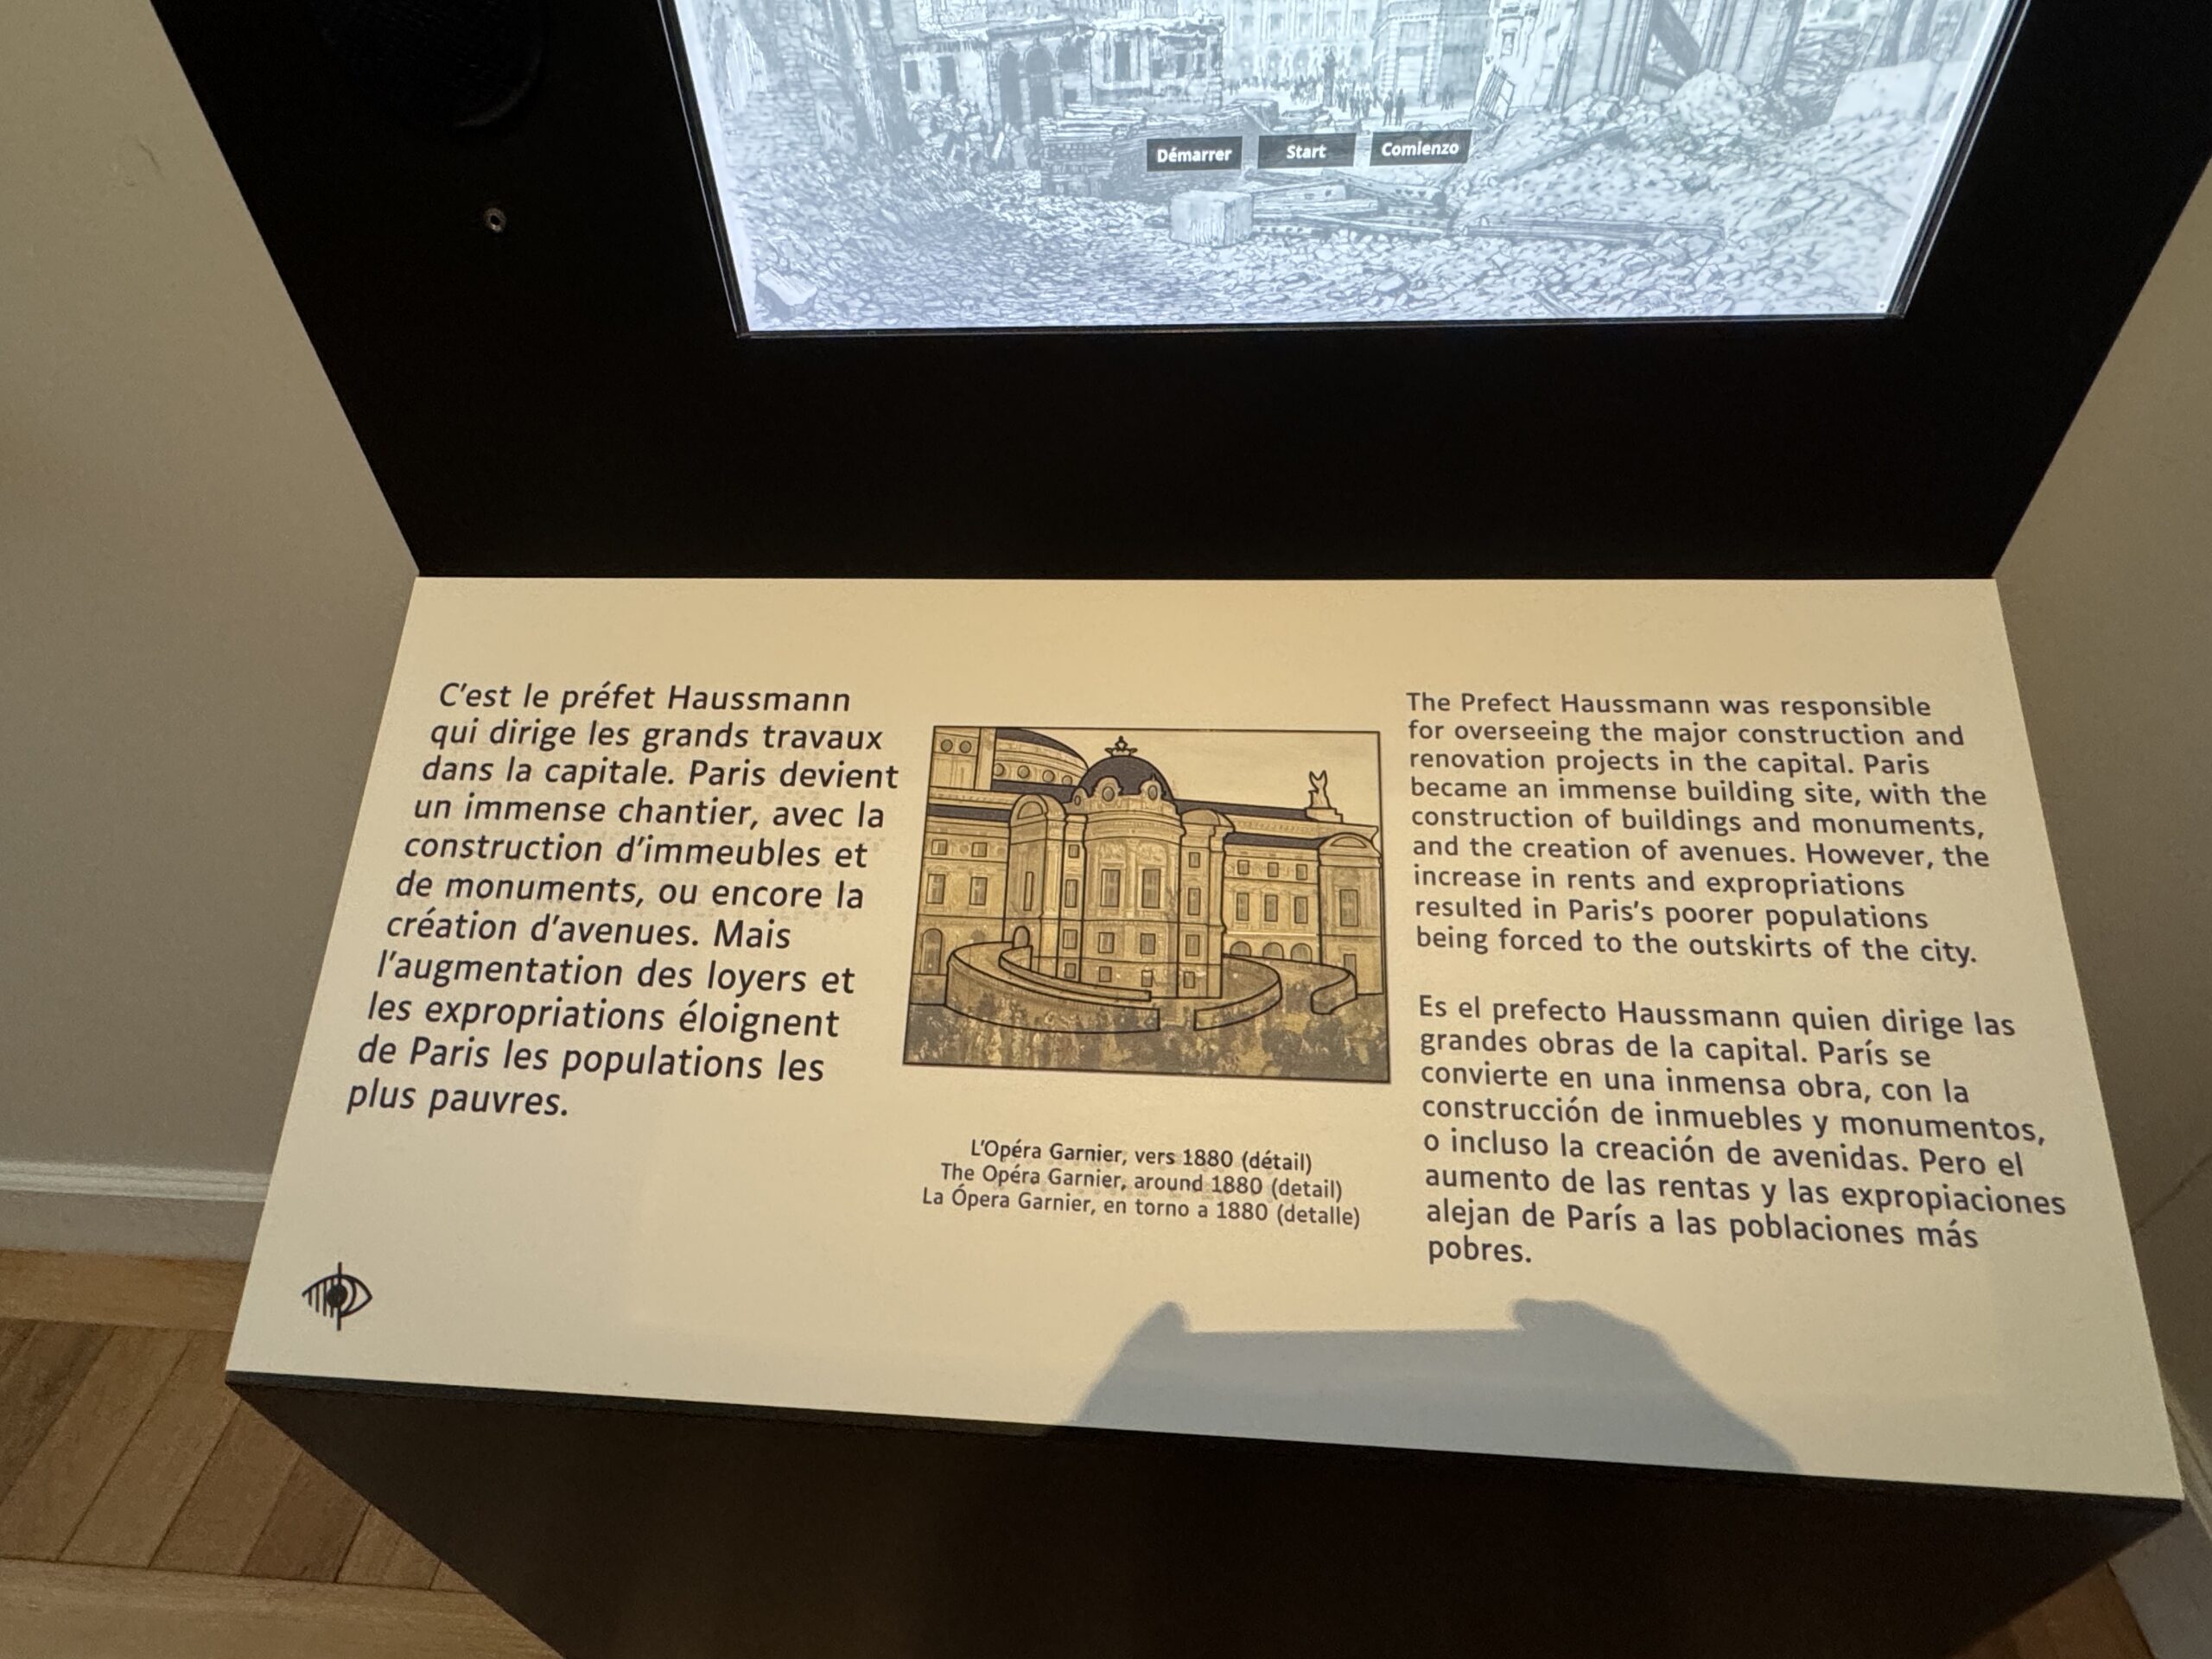 Démarrer
Start
Comienzo
C'est le préfet Haussmann
qui dirige les grands travaux
dans la capitale. Paris devient
un immense chantier, avec la
construction d'immeubles et
de monuments, ou encore la
création d'avenues. Mais
l'augmentation des loyers et
les expropriations éloignent
de Paris les populations les
plus pauvres.
L'Opéra Garnier, vers 1880 (détail)
The Opéra Garnier, around 1880 (detail)
La Ópera Garnier, en torno a 1880 (detalle)
The Prefect Haussmann was responsible
for overseeing the major construction and
renovation projects in the capital. Paris
became an immense building site, with the
construction of buildings and monuments,
and the creation of avenues. However, the
increase in rents and expropriations
resulted in Paris's poorer populations
being forced to the outskirts of the city.
Es el prefecto Haussmann quien dirige las
grandes obras de la capital. París se
convierte en una inmensa obra, con la
construcción de inmuebles y monumentos,
o incluso la creación de avenidas. Pero el
aumento de las rentas y las expropiaciones
alejan de París a las poblaciones más
pobres.